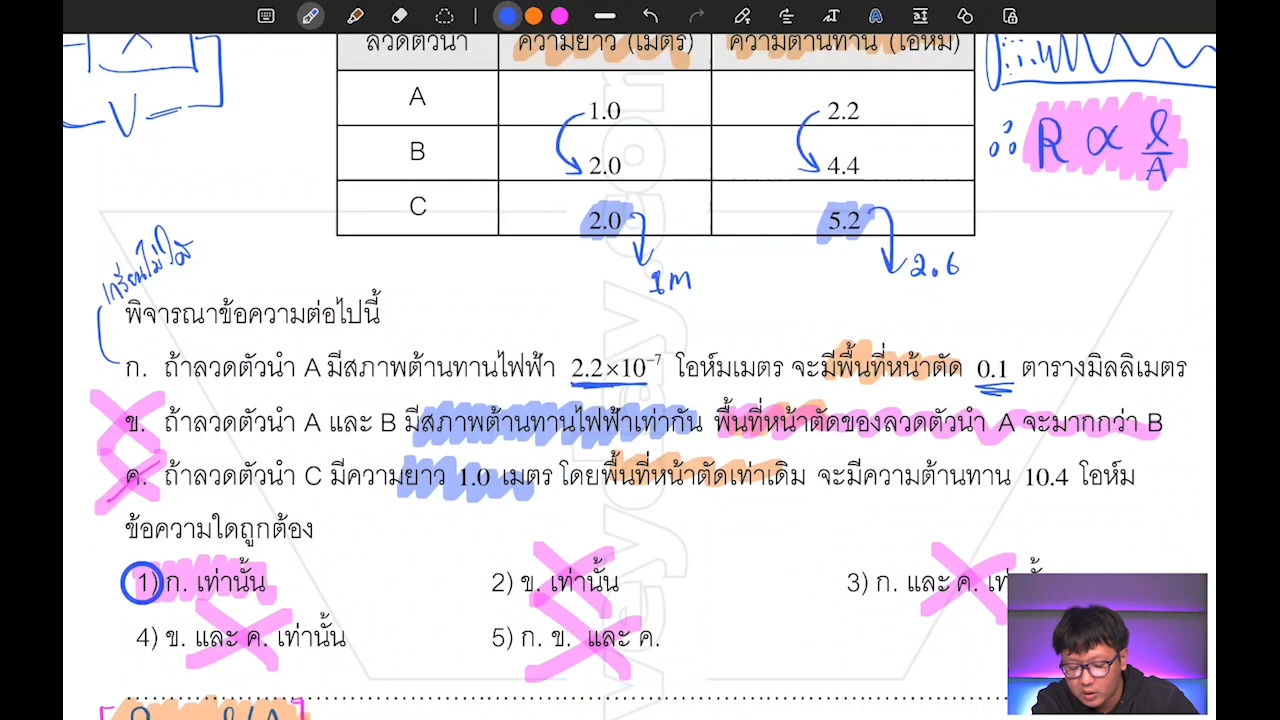 ลวดตัวนำ ความยาว (เมตร) ความต้านทาน (โอห์ม)
A 1.0 2.2
B 2.0 4.4
C 2.0 5.2
V
∴ R ∝ l/A
1m
2.6
พิจารณาข้อความต่อไปนี้
ก. ถ้าลวดตัวนำ A มีสภาพต้านทานไฟฟ้า 2.2×10⁻⁷ โอห์มเมตร จะมีพื้นที่หน้าตัด 0.1 ตารางมิลลิเมตร
ข. ถ้าลวดตัวนำ A และ B มีสภาพต้านทานไฟฟ้าเท่ากัน พื้นที่หน้าตัดของลวดตัวนำ A จะมากกว่า B
ค. ถ้าลวดตัวนำ C มีความยาว 1.0 เมตร โดยพื้นที่หน้าตัดเท่าเดิม จะมีความต้านทาน 10.4 โอห์ม
ข้อความใดถูกต้อง
1) ก. เท่านั้น 2) ข. เท่านั้น 3) ก. และ ค.
4) ข. และ ค. เท่านั้น 5) ก. ข. และ ค.